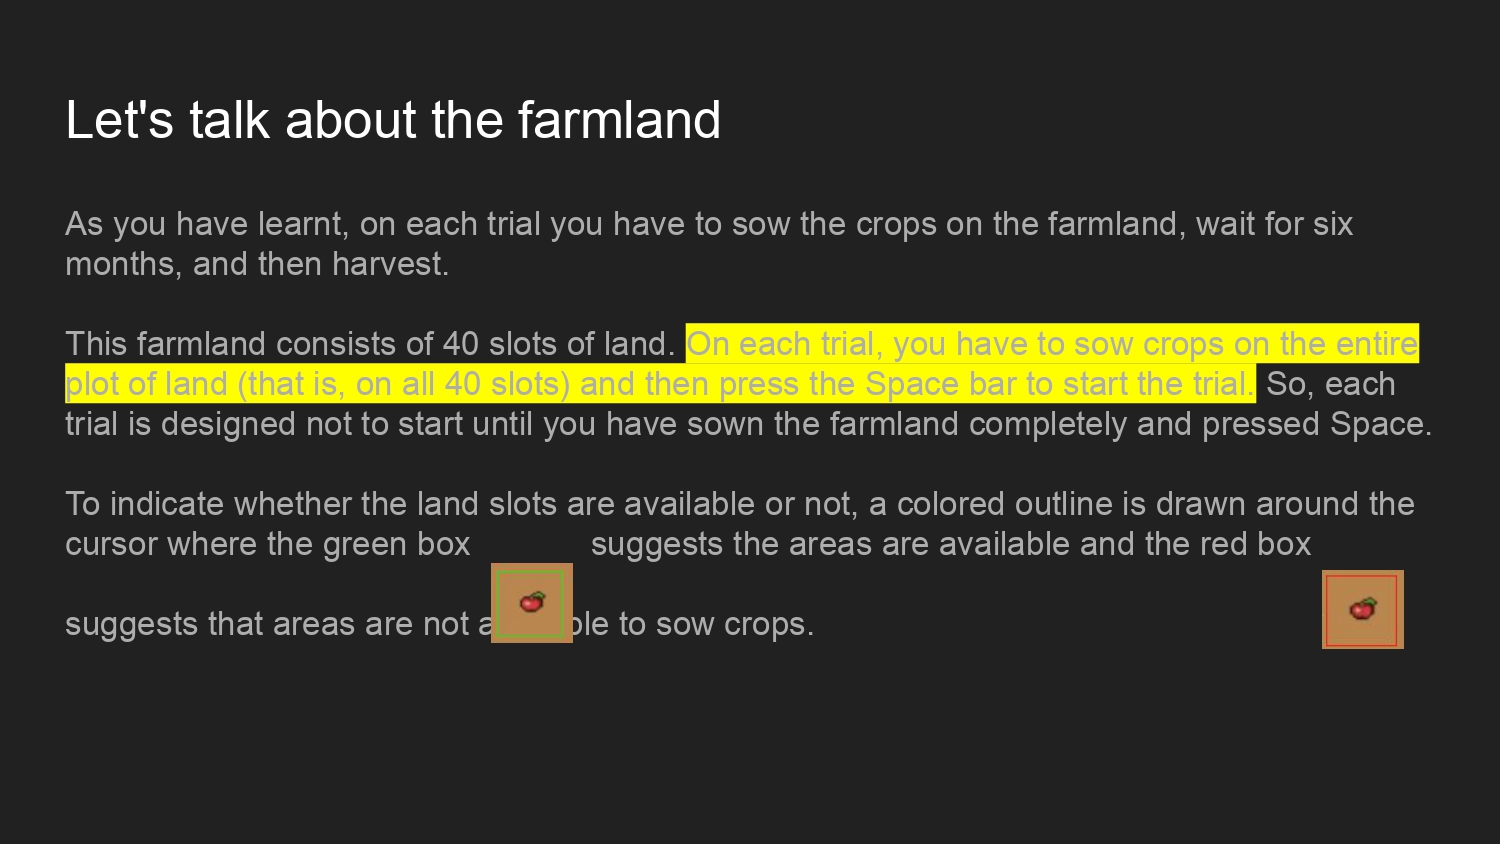 Let's talk about the farmland
As you have learnt, on each trial you have to sow the crops on the farmland, wait for six
months, and then harvest.
This farmland consists of 40 slots of land. On each trial, you have to sow crops on the entire
plot of land (that is, on all 40 slots) and then press the Space bar to start the trial. So, each
trial is designed not to start until you have sown the farmland completely and pressed Space.
To indicate whether the land slots are available or not, a colored outline is drawn around the
cursor where the green box suggests the areas are available and the red box
suggests that areas are not to sow crops.